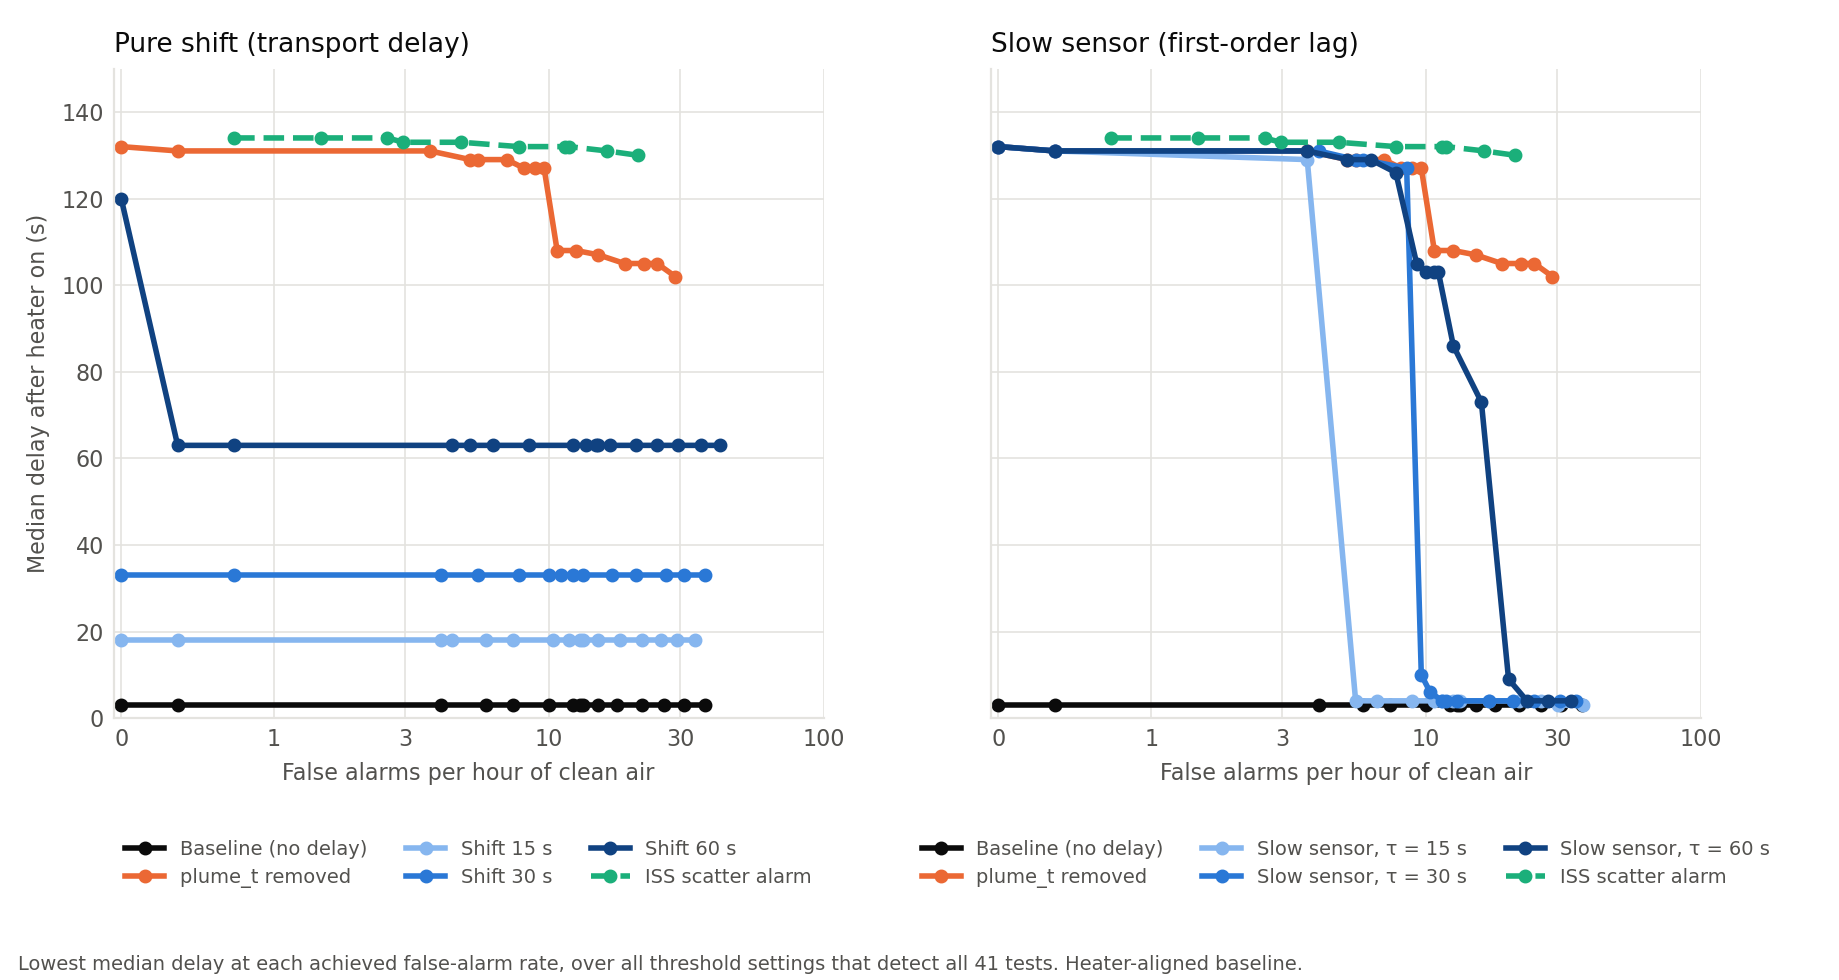 Pure shift (transport delay)
Slow sensor (first-order lag)
Median delay after heater on (s)
140
120
100
80
60
40
20
0
0 1 3 10 30 100
0 1 3 10 30 100
False alarms per hour of clean air
False alarms per hour of clean air
Baseline (no delay) Shift 15 s Shift 60 s
plume_t removed Shift 30 s ISS scatter alarm
Baseline (no delay) Slow sensor, τ = 15 s Slow sensor, τ = 60 s
plume_t removed Slow sensor, τ = 30 s ISS scatter alarm
Lowest median delay at each achieved false-alarm rate, over all threshold settings that detect all 41 tests. Heater-aligned baseline.